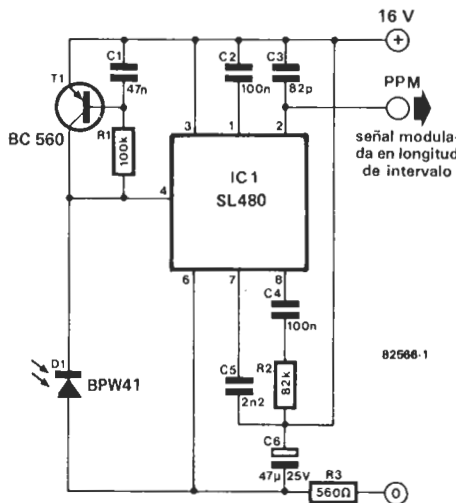 16 V
+
C1
47n
C2
100n
C3
82p
PPM
señal modula-
da en longitud
de intervalo
T1
BC 560
R1
100k
3
1
2
4
IC 1
SL480
6
7
8
C4
100n
82566-1
D1
BPW41
C5
2n2
R2
82k
C6
47µ 25V
R3
560Ω
0